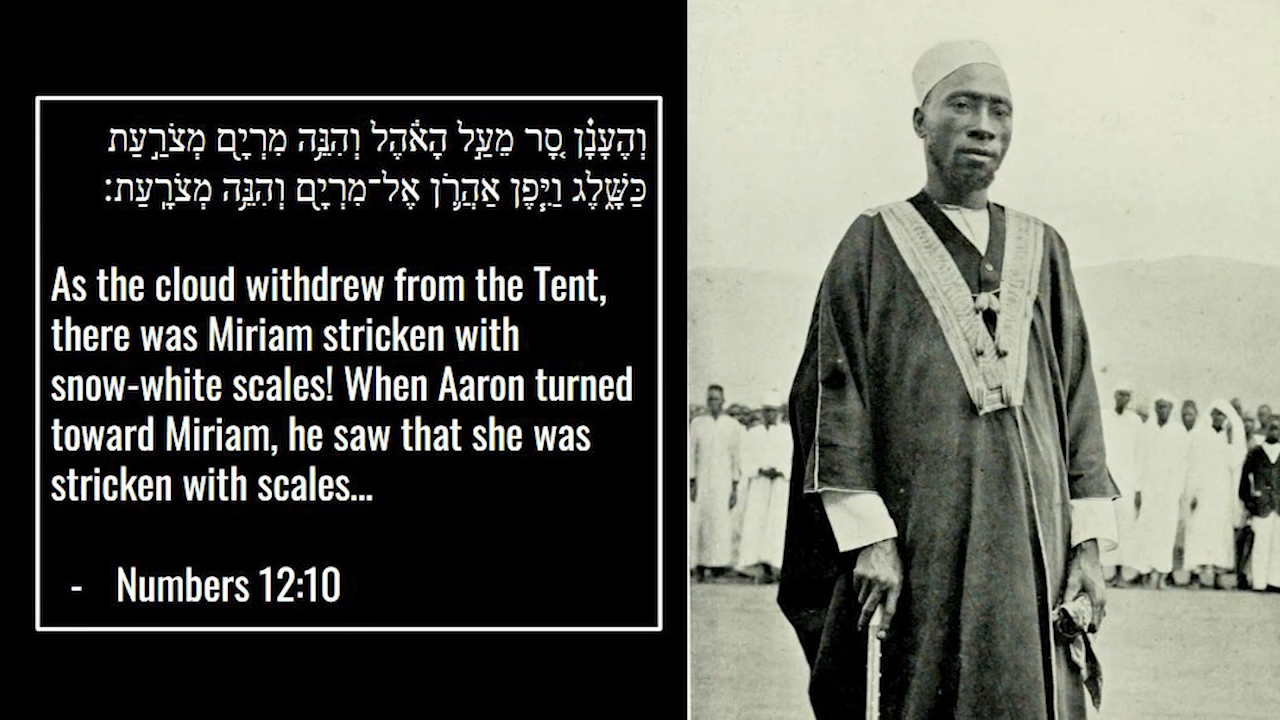 וְהֶעָנָ֗ן סָ֚ר מֵעַ֣ל הָאֹ֔הֶל וְהִנֵּ֥ה מִרְיָ֖ם מְצֹרַ֣עַת
כַּשָּׁ֑לֶג וַיִּ֧פֶן אַהֲרֹ֛ן אֶל־מִרְיָ֖ם וְהִנֵּ֥ה מְצֹרָֽעַת׃
As the cloud withdrew from the Tent,
there was Miriam stricken with
snow-white scales! When Aaron turned
toward Miriam, he saw that she was
stricken with scales...
- Numbers 12:10